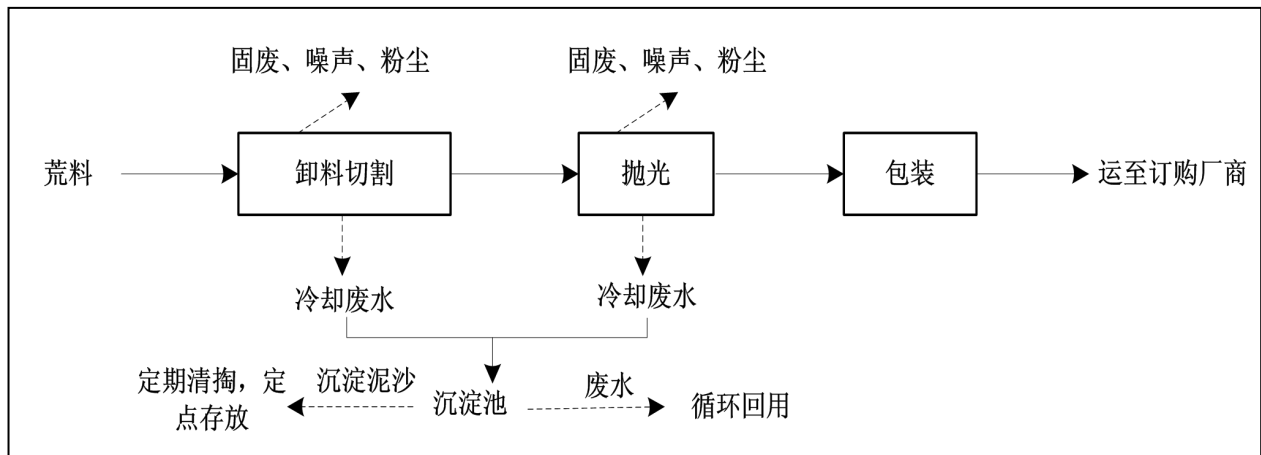 固废、噪声、粉尘
固废、噪声、粉尘
荒料
卸料切割
抛光
包装
运至订购厂商
冷却废水
冷却废水
定期清掏，定
点存放
沉淀泥沙
沉淀池
废水
循环回用